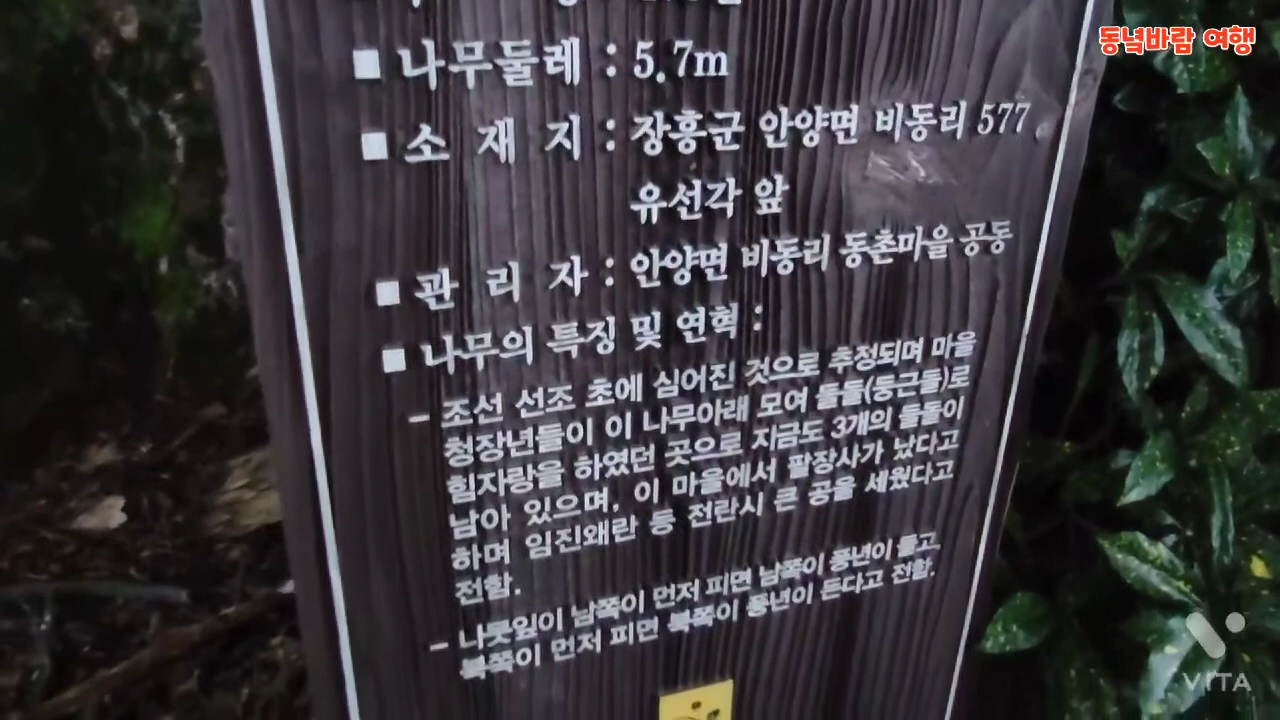 동녘바람 여행
■ 나무둘레 : 5.7m
■ 소 재 지 : 장흥군 안양면 비동리 577
유선각 앞
■ 관 리 자 : 안양면 비동리 동촌마을 공동
■ 나무의 특징 및 연혁 :
- 조선 선조 초에 심어진 것으로 추정되며 마을
청장년들이 이 나무아래 모여 들돌(둥근돌)로
힘자랑을 하였던 곳으로 지금도 3개의 들돌이
남아 있으며, 이 마을에서 팔장사가 났다고
하며 임진왜란 등 전란시 큰 공을 세웠다고
전함.
- 나뭇잎이 남쪽이 먼저 피면 남쪽이 풍년이 들고,
북쪽이 먼저 피면 북쪽이 풍년이 든다고 전함.
VITA